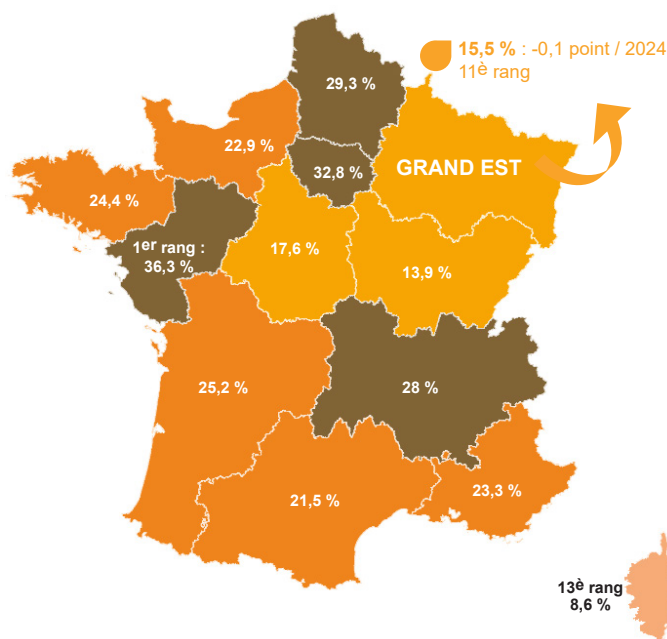 15,5 % : -0,1 point / 2024
11è rang
29,3 %
22,9 %
32,8 %
GRAND EST
24,4 %
1er rang :
36,3 %
17,6 %
13,9 %
25,2 %
28 %
21,5 %
23,3 %
13è rang
8,6 %